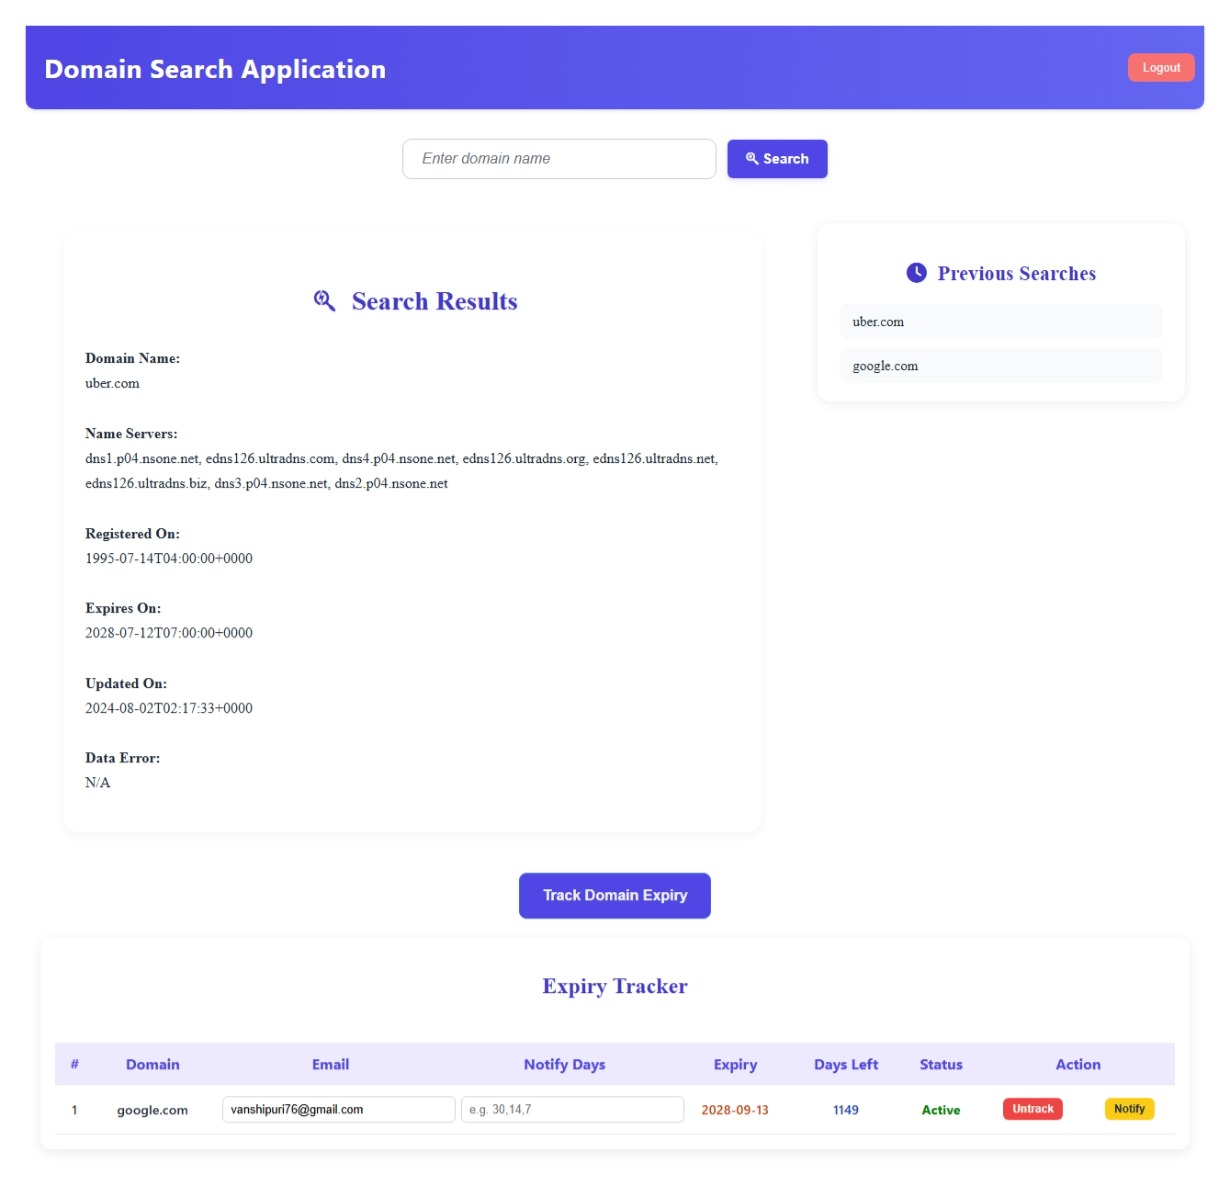 Domain Search Application
Logout
Enter domain name
Search
Search Results
Domain Name:
uber.com
Name Servers:
dns1.p04.nsone.net, edns126.ultradns.com, dns4.p04.nsone.net, edns126.ultradns.org, edns126.ultradns.net,
edns126.ultradns.biz, dns3.p04.nsone.net, dns2.p04.nsone.net
Registered On:
1995-07-14T04:00:00+0000
Expires On:
2028-07-12T07:00:00+0000
Updated On:
2024-08-02T02:17:33+0000
Data Error:
N/A
Previous Searches
uber.com
google.com
Track Domain Expiry
Expiry Tracker
# Domain Email Notify Days Expiry Days Left Status Action
1 google.com vanshipuri76@gmail.com e.g. 30,14,7 2028-09-13 1149 Active Untrack Notify